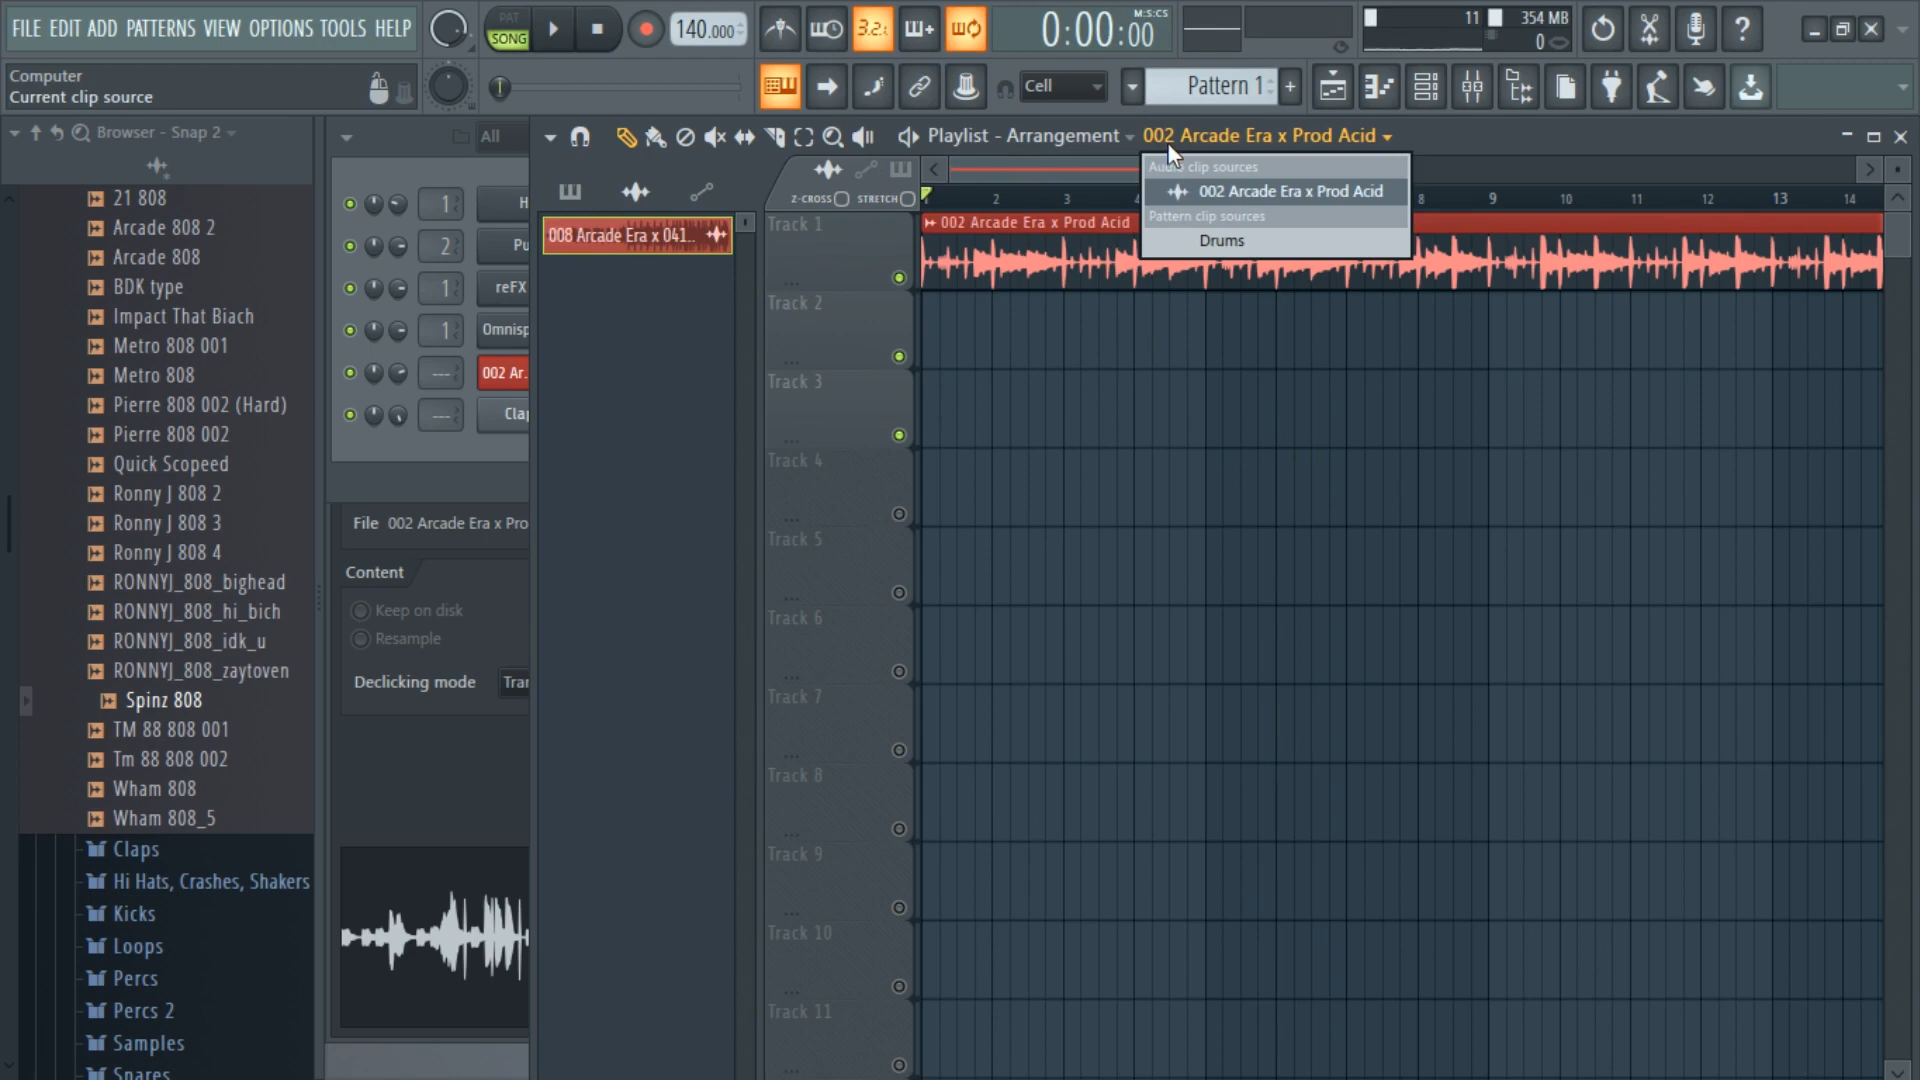 FILE EDIT ADD PATTERNS VIEW OPTIONS TOOLS HELP
PAT
SONG
140.000
3.2.
0:00:00
M:S:CS
11
354 MB
0
Computer
Current clip source
Cell
Pattern 1
Browser - Snap 2
All
Playlist - Arrangement
002 Arcade Era x Prod Acid
Audio clip sources
002 Arcade Era x Prod Acid
Pattern clip sources
Drums
Z-CROSS
STRETCH
2
3
8
9
10
11
12
13
14
002 Arcade Era x Prod Acid
008 Arcade Era x 041..
21 808
Arcade 808 2
Arcade 808
BDK type
Impact That Biach
Metro 808 001
Metro 808
Pierre 808 002 (Hard)
Pierre 808 002
Quick Scopeed
Ronny J 808 2
Ronny J 808 3
Ronny J 808 4
RONNYJ_808_bighead
RONNYJ_808_hi_bich
RONNYJ_808_idk_u
RONNYJ_808_zaytoven
Spinz 808
TM 88 808 001
Tm 88 808 002
Wham 808
Wham 808_5
Claps
Hi Hats, Crashes, Shakers
Kicks
Loops
Percs
Percs 2
Samples
Snares
1
2
1
reFX
1
Omnisp
---
002 Ar.
---
File 002 Arcade Era x Pro
Content
Keep on disk
Resample
Declicking mode
Track 1
Track 2
Track 3
Track 4
Track 5
Track 6
Track 7
Track 8
Track 9
Track 10
Track 11